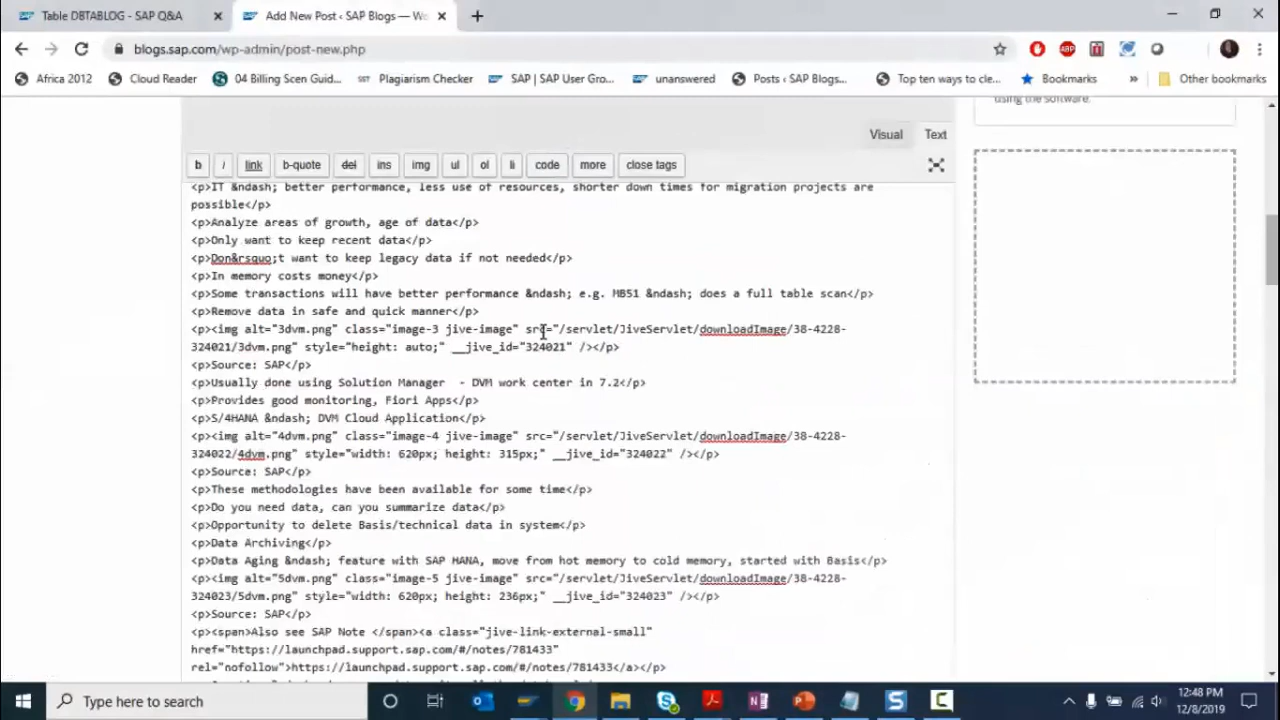 Table DBTABLOG - SAP Q&A
Add New Post ‹ SAP Blogs — Wo
blogs.sap.com/wp-admin/post-new.php
ABP
Africa 2012
Cloud Reader
04 Billing Scen Guid...
SET Plagiarism Checker
SAP | SAP User Gro...
unanswered
Posts ‹ SAP Blogs...
Top ten ways to cle...
Bookmarks
»
Other bookmarks
using the software.
Visual
Text
b
i
link
b-quote
del
ins
img
ul
ol
li
code
more
close tags
<p>IT &ndash; better performance, less use of resources, shorter down times for migration projects are
possible</p>
<p>Analyze areas of growth, age of data</p>
<p>Only want to keep recent data</p>
<p>Don&rsquo;t want to keep legacy data if not needed</p>
<p>In memory costs money</p>
<p>Some transactions will have better performance &ndash; e.g. MB51 &ndash; does a full table scan</p>
<p>Remove data in safe and quick manner</p>
<p><img alt="3dvm.png" class="image-3 jive-image" src="/servlet/JiveServlet/downloadImage/38-4228-
324021/3dvm.png" style="height: auto;" __jive_id="324021" /></p>
<p>Source: SAP</p>
<p>Usually done using Solution Manager  - DVM work center in 7.2</p>
<p>Provides good monitoring, Fiori Apps</p>
<p>S/4HANA &ndash; DVM Cloud Application</p>
<p><img alt="4dvm.png" class="image-4 jive-image" src="/servlet/JiveServlet/downloadImage/38-4228-
324022/4dvm.png" style="width: 620px; height: 315px;" __jive_id="324022" /></p>
<p>Source: SAP</p>
<p>These methodologies have been available for some time</p>
<p>Do you need data, can you summarize data</p>
<p>Opportunity to delete Basis/technical data in system</p>
<p>Data Archiving</p>
<p>Data Aging &ndash; feature with SAP HANA, move from hot memory to cold memory, started with Basis</p>
<p><img alt="5dvm.png" class="image-5 jive-image" src="/servlet/JiveServlet/downloadImage/38-4228-
324023/5dvm.png" style="width: 620px; height: 236px;" __jive_id="324023" /></p>
<p>Source: SAP</p>
<p><span>Also see SAP Note </span><a class="jive-link-external-small"
href="https://launchpad.support.sap.com/#/notes/781433"
rel="nofollow">https://launchpad.support.sap.com/#/notes/781433</a></p>
Type here to search
12:48 PM
12/8/2019